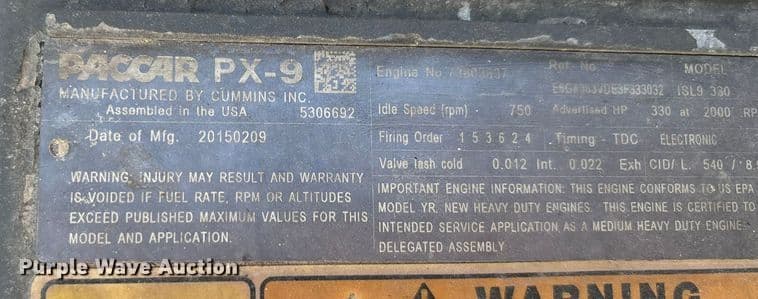 PACCAR PX-9
MANUFACTURED BY CUMMINS INC.
Assembled in the USA. 5306692
Date of Mfg. 20150209
WARNING: INJURY MAY RESULT AND WARRANTY
IS VOIDED IF FUEL RATE, RPM OR ALTITUDES
EXCEED PUBLISHED MAXIMUM VALUES FOR THIS
MODEL AND APPLICATION.
Engine No. Ref. No. MODEL
ISL9 330
Idle Speed (rpm) 750 Advertised HP 330 at 2000 RP
Firing Order 1 5 3 6 2 4 Timing - TDC ELECTRONIC
Valve lash cold 0.012 Int. 0.022 Exh CID/ L. 540 / 8.9
IMPORTANT ENGINE INFORMATION: THIS ENGINE CONFORMS TO US EPA
MODEL YR. NEW HEAVY DUTY ENGINES. THIS ENGINE IS CERTIFIED TO
INTENDED SERVICE APPLICATION AS A MEDIUM HEAVY DUTY ENGINE.
DELEGATED ASSEMBLY
WARNING
Purple Wave Auction